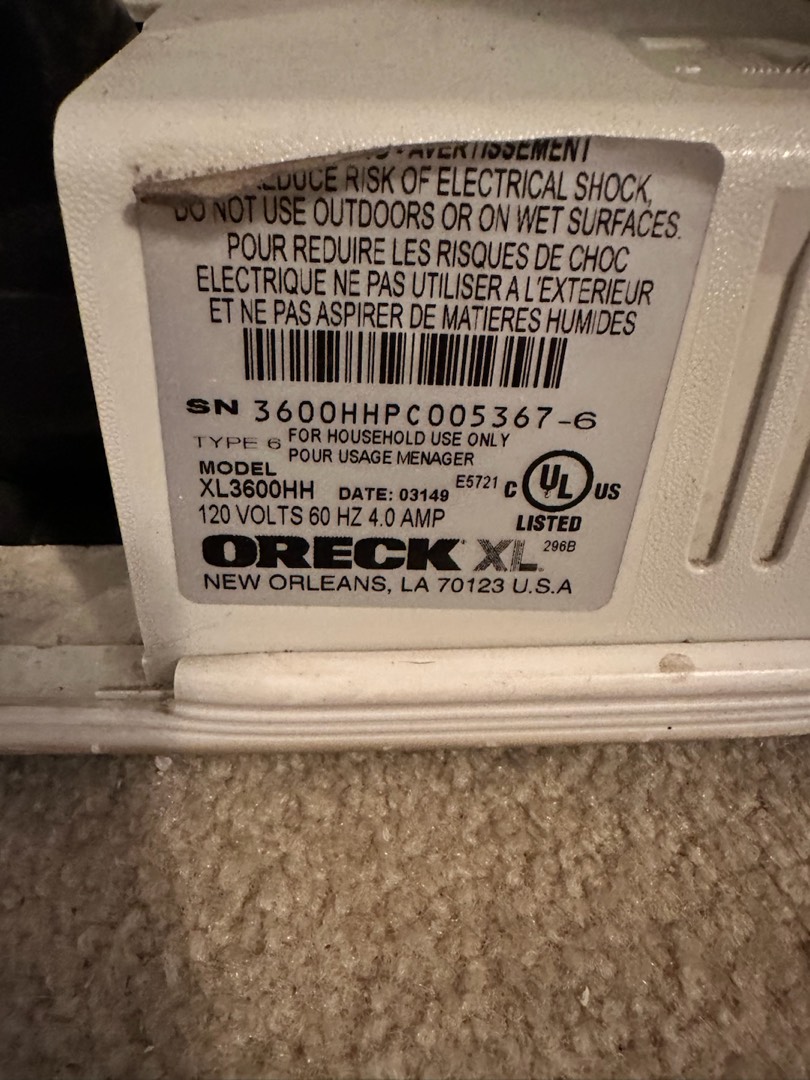 AVERTISSEMENT
REDUCE RISK OF ELECTRICAL SHOCK,
DO NOT USE OUTDOORS OR ON WET SURFACES.
POUR REDUIRE LES RISQUES DE CHOC
ELECTRIQUE NE PAS UTILISER A L'EXTERIEUR
ET NE PAS ASPIRER DE MATIERES HUMIDES
SN 3600HHPC005367-6
TYPE 6 FOR HOUSEHOLD USE ONLY
POUR USAGE MENAGER
MODEL
XL3600HH DATE: 03149 E5721 C UL US
120 VOLTS 60 HZ 4.0 AMP LISTED
ORECK XL 296B
NEW ORLEANS, LA 70123 U.S.A